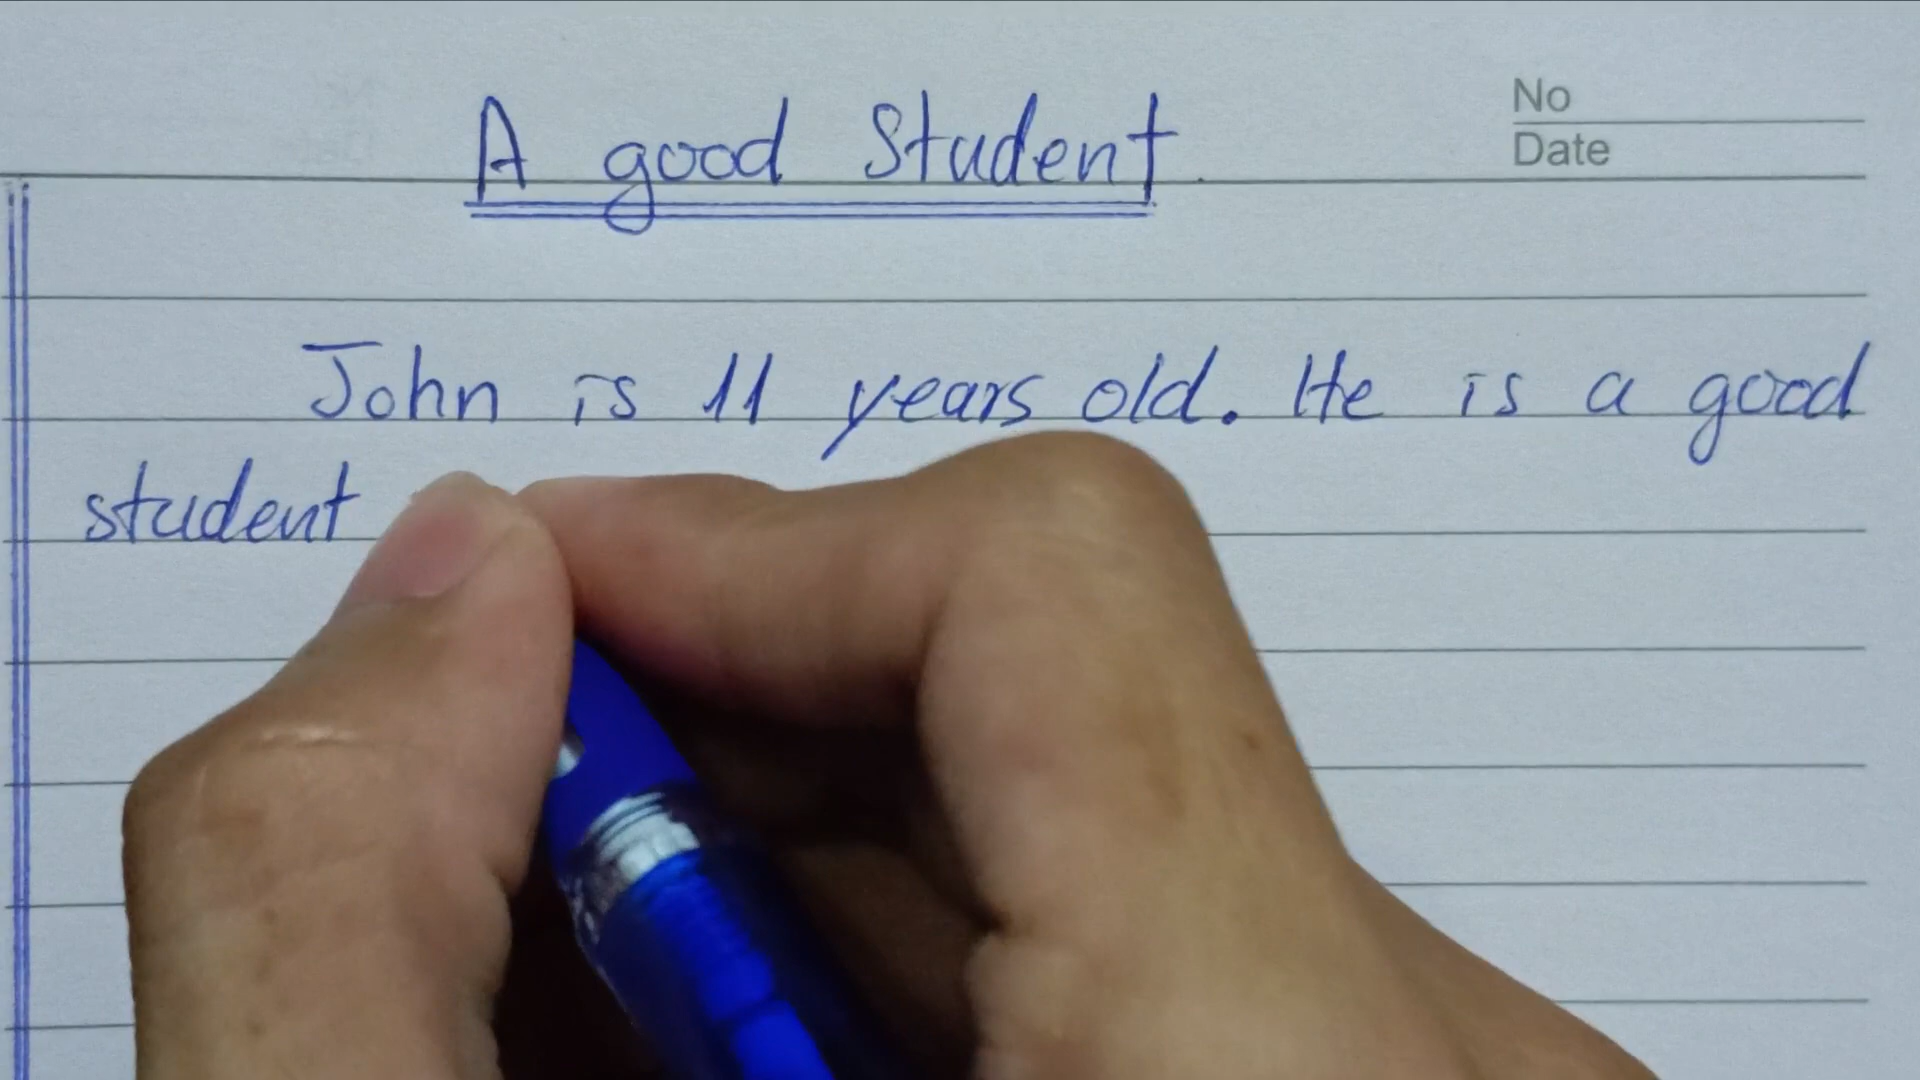 No
Date
A good Student
John is 11 years old. He is a good
student